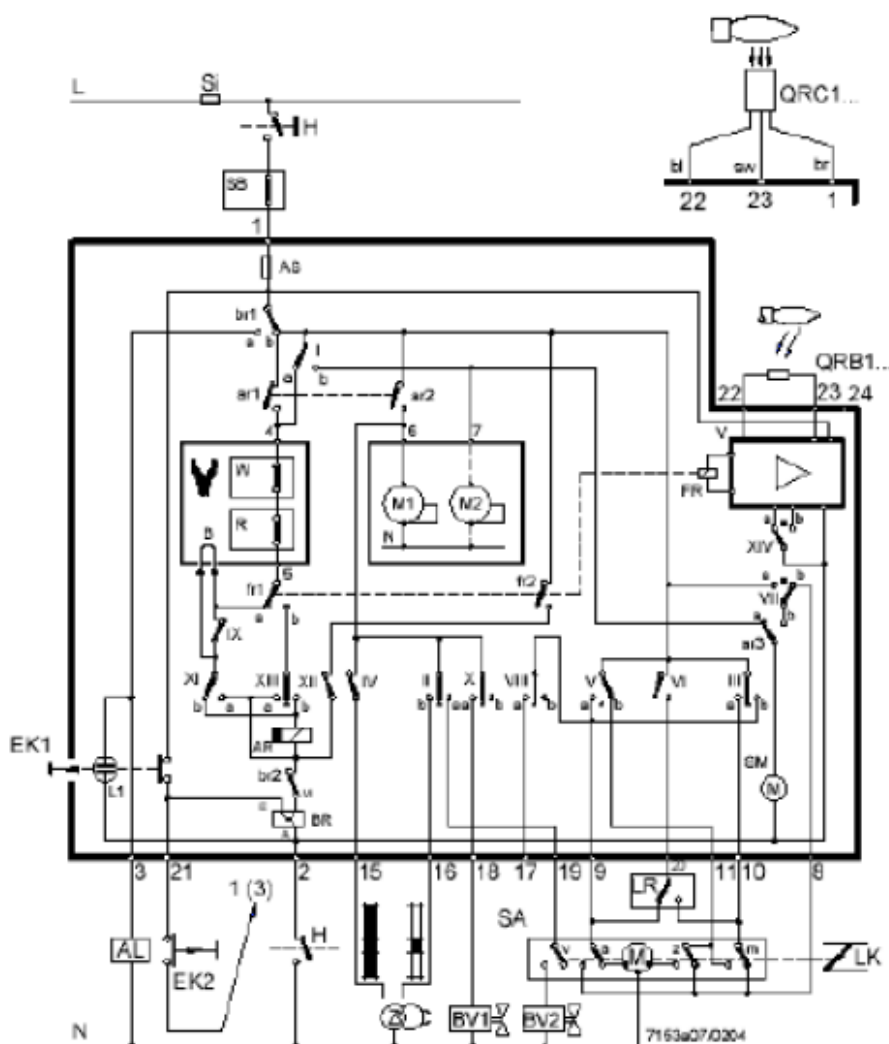 L Si
H
QRC1...
bl sw br
22 23 1
SB
1
AS
br1
a b
I
a b
QRB1...
22 23 24
ar1 ar2
4 6 7
V
FR
W
M1 M2
R
N
B
5
a b
XIV
fr1 fr2
a b
a b
VII
a b
ar3
IX
XI XIII XII IV II X VIII V VI III
b a a b b a a b a b a b a b
AR
EK1
L1
br2
BR
A
SM
M
3 21 2 15 16 18 17 19 9 20 11 10 8
1 (3)
LR
SA
H
AL
EK2
v a M z m
LK
Z
BV1 BV2
N
7153a07/0204